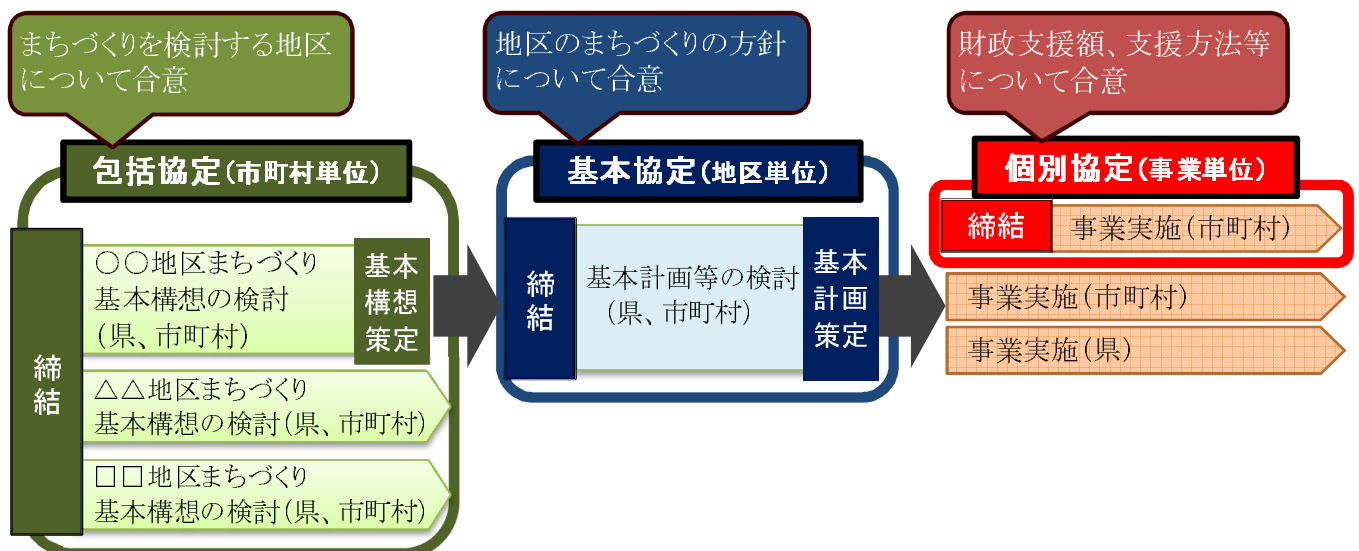 まちづくりを検討する地区
について合意
包括協定(市町村単位)
締結
○○地区まちづくり
基本構想の検討
(県、市町村)
基本
構想
策定
△△地区まちづくり
基本構想の検討(県、市町村)
□□地区まちづくり
基本構想の検討(県、市町村)
地区のまちづくりの方針
について合意
基本協定(地区単位)
締結
基本計画等の検討
(県、市町村)
基本
計画
策定
財政支援額、支援方法等
について合意
個別協定(事業単位)
締結
事業実施(市町村)
事業実施(市町村)
事業実施(県)